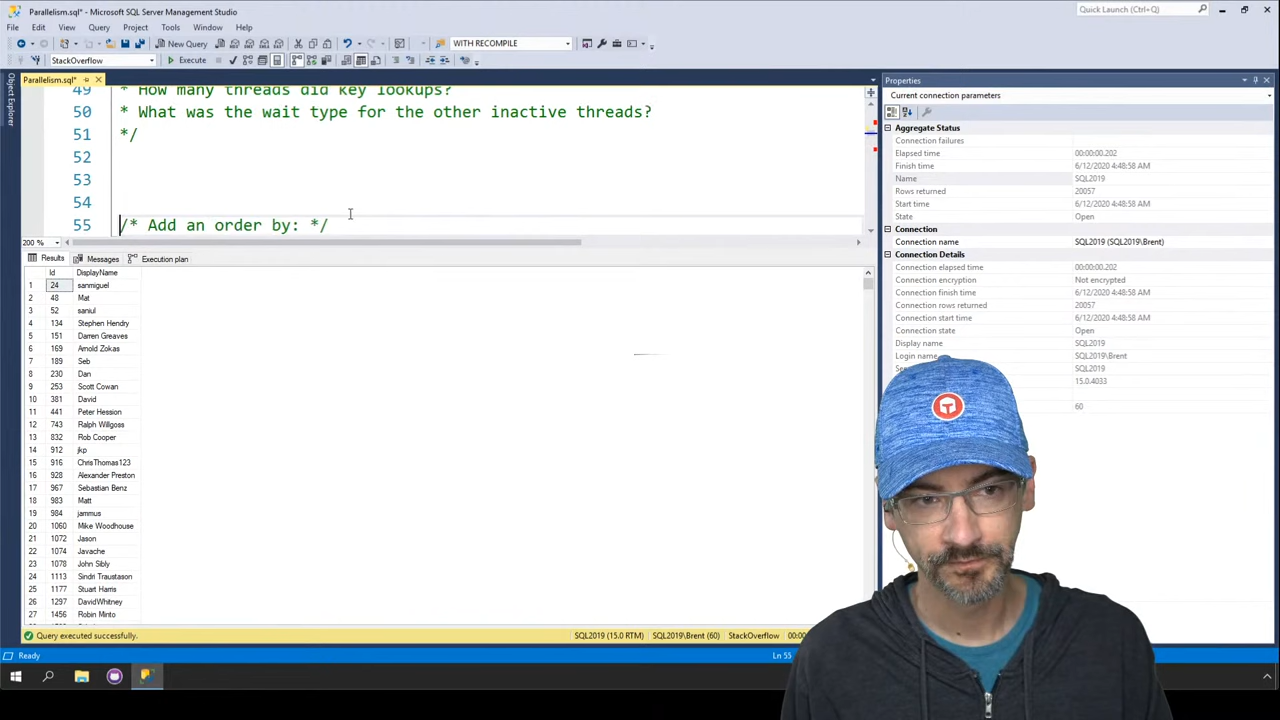 Parallelism.sql* - Microsoft SQL Server Management Studio
Quick Launch (Ctrl+Q)
File Edit View Query Project Tools Window Help
New Query
WITH RECOMPILE
StackOverflow
Execute
Object Explorer
Parallelism.sql*
49 * How many threads did key lookups?
50 * What was the wait type for the other inactive threads?
51 */
52
53
54
55 /* Add an order by: */
200 %
Results Messages Execution plan
Id DisplayName
1 24 sanmiguel
2 48 Mat
3 52 saniul
4 134 Stephen Hendry
5 151 Darren Greaves
6 169 Arnold Zokas
7 189 Seb
8 230 Dan
9 253 Scott Cowan
10 381 David
11 441 Peter Hession
12 743 Ralph Willgoss
13 832 Rob Cooper
14 912 jkp
15 916 ChrisThomas123
16 928 Alexander Preston
17 967 Sebastian Benz
18 983 Matt
19 984 jammus
20 1060 Mike Woodhouse
21 1072 Jason
22 1074 Javache
23 1078 John Sibly
24 1113 Sindri Traustason
25 1177 Stuart Harris
26 1297 DavidWhitney
27 1456 Robin Minto
Query executed successfully.
SQL2019 (15.0 RTM) SQL2019\Brent (60) StackOverflow 00:00
Ready
Ln 55
Properties
Current connection parameters
Aggregate Status
Connection failures
Elapsed time 00:00:00.202
Finish time 6/12/2020 4:48:58 AM
Name SQL2019
Rows returned 20057
Start time 6/12/2020 4:48:58 AM
State Open
Connection
Connection name SQL2019 (SQL2019\Brent)
Connection Details
Connection elapsed time 00:00:00.202
Connection encryption Not encrypted
Connection finish time 6/12/2020 4:48:58 AM
Connection rows returned 20057
Connection start time 6/12/2020 4:48:58 AM
Connection state Open
Display name SQL2019
Login name SQL2019\Brent
SQL2019
15.0.4033
60